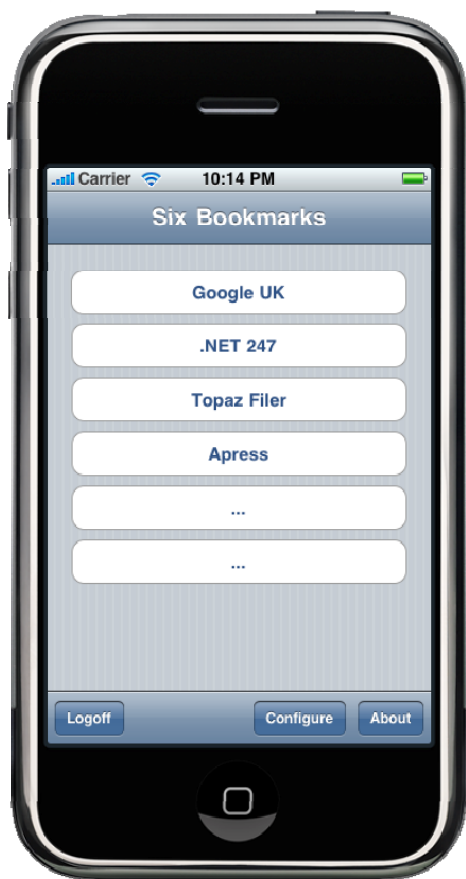 Carrier 10:14 PM
Six Bookmarks
Google UK
.NET 247
Topaz Filer
Apress
...
...
Logoff Configure About